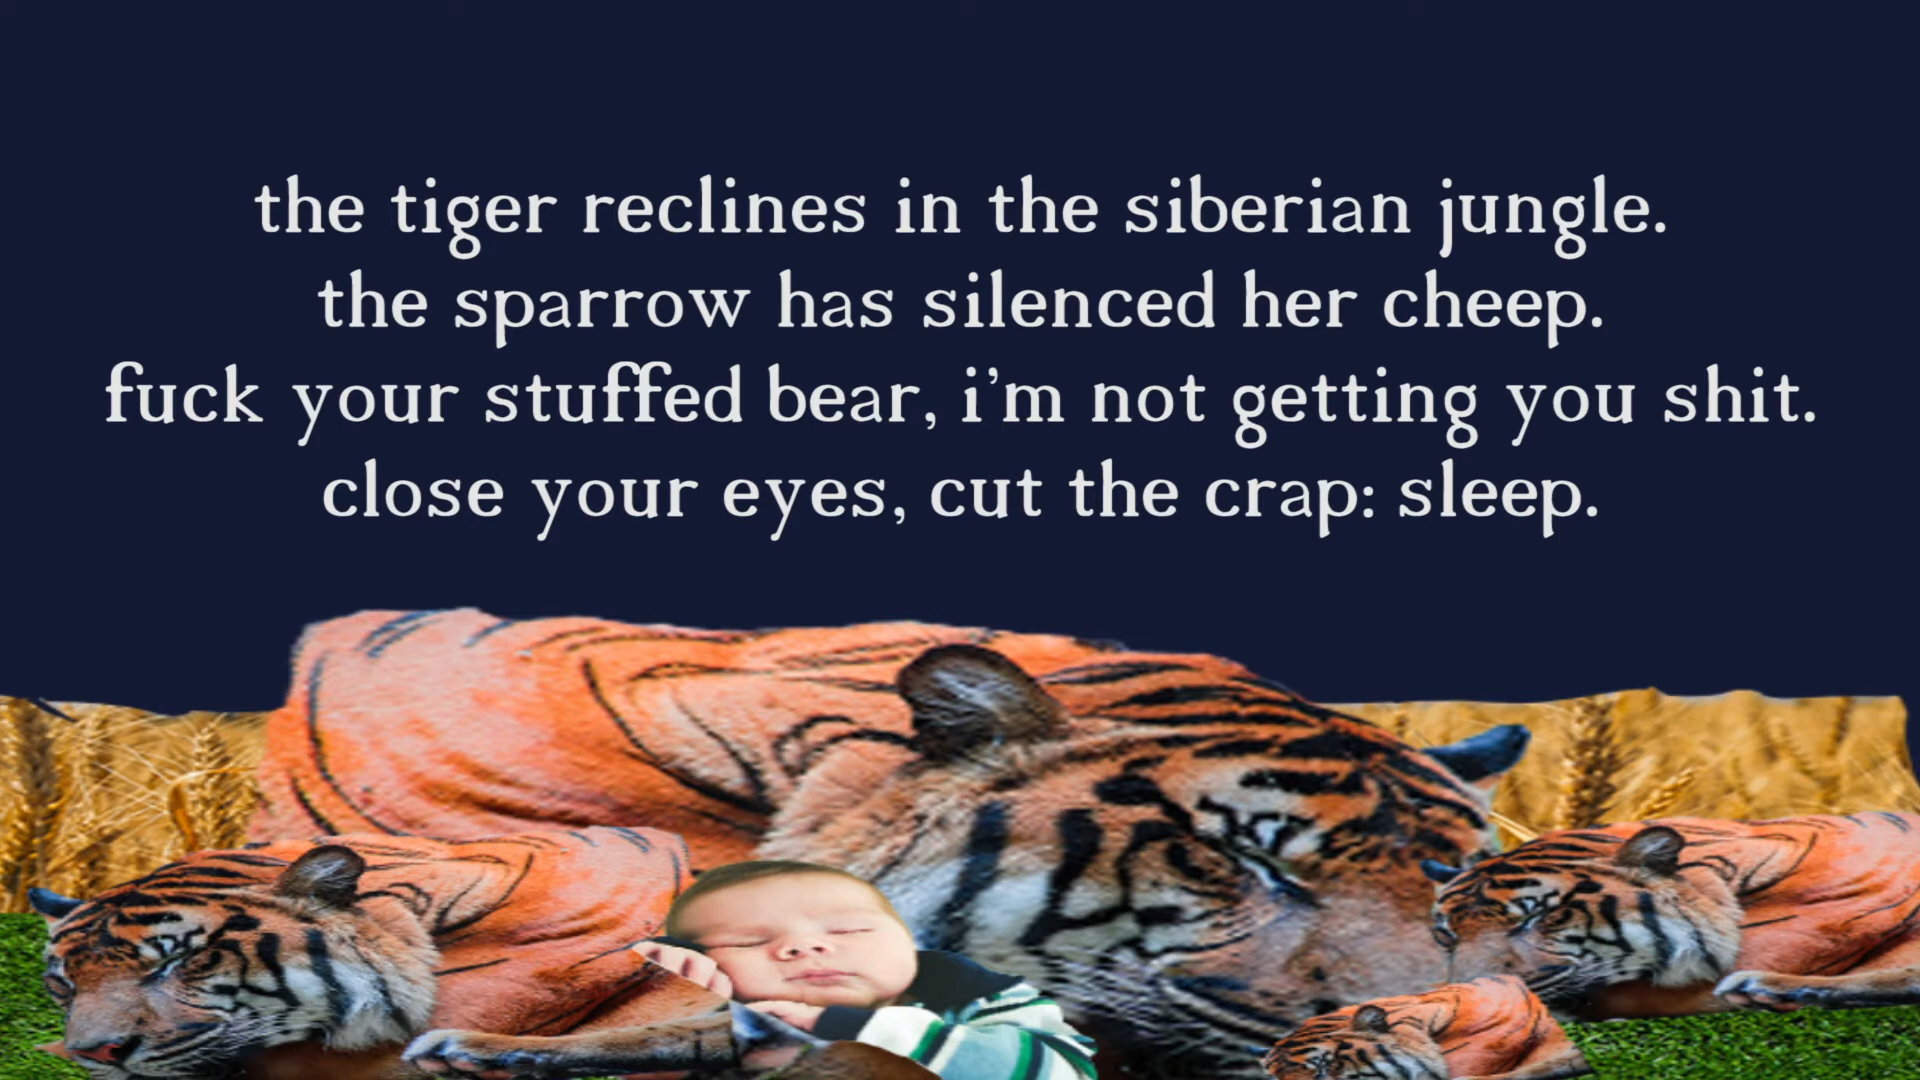 the tiger reclines in the siberian jungle.
the sparrow has silenced her cheep.
fuck your stuffed bear, i'm not getting you shit.
close your eyes, cut the crap: sleep.